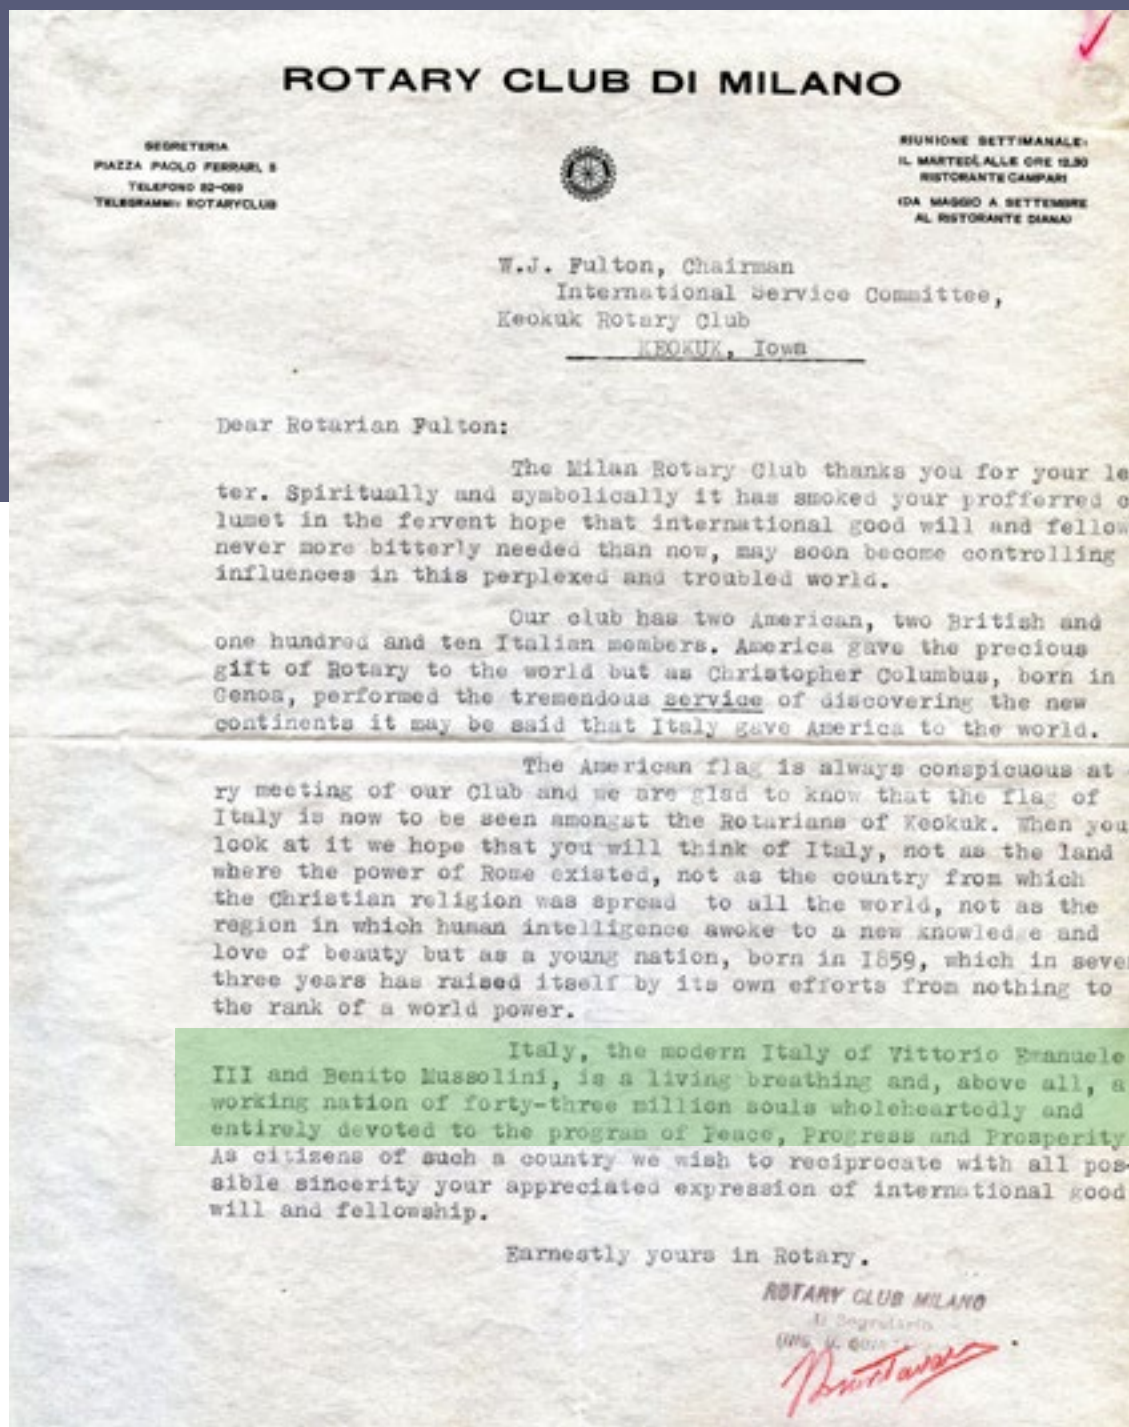 ROTARY CLUB DI MILANO
SEGRETERIA
PIAZZA PAOLO FERRARI, 8
TELEFONO 82-089
TELEGRAMMI: ROTARYCLUB
RIUNIONE SETTIMANALE:
IL MARTEDÌ, ALLE ORE 12,30
RISTORANTE CAMPARI
(DA MAGGIO A SETTEMBRE
AL RISTORANTE DIANA)
W.J. Fulton, Chairman
International Service Committee,
Keokuk Rotary Club
KEOKUK, Iowa
Dear Rotarian Fulton:
The Milan Rotary Club thanks you for your le
ter. Spiritually and symbolically it has smoked your profferred c
lumet in the fervent hope that international good will and fellow
never more bitterly needed than now, may soon become controlling
influences in this perplexed and troubled world.
Our club has two American, two British and
one hundred and ten Italian members. America gave the precious
gift of Rotary to the world but as Christopher Columbus, born in
Genoa, performed the tremendous service of discovering the new
continents it may be said that Italy gave America to the world.
The American flag is always conspicuous at
ry meeting of our Club and we are glad to know that the flag of
Italy is now to be seen amongst the Rotarians of Keokuk. When you
look at it we hope that you will think of Italy, not as the land
where the power of Rome existed, not as the country from which
the Christian religion was spread to all the world, not as the
region in which human intelligence awoke to a new knowledge and
love of beauty but as a young nation, born in 1859, which in seve
three years has raised itself by its own efforts from nothing to
the rank of a world power.
Italy, the modern Italy of Vittorio Emanuele
III and Benito Mussolini, is a living breathing and, above all, a
working nation of forty-three million souls wholeheartedly and
entirely devoted to the program of Peace, Progress and Prosperity
As citizens of such a country we wish to reciprocate with all pos-
sible sincerity your appreciated expression of international good
will and fellowship.
Earnestly yours in Rotary.
ROTARY CLUB MILANO
Il Segretario